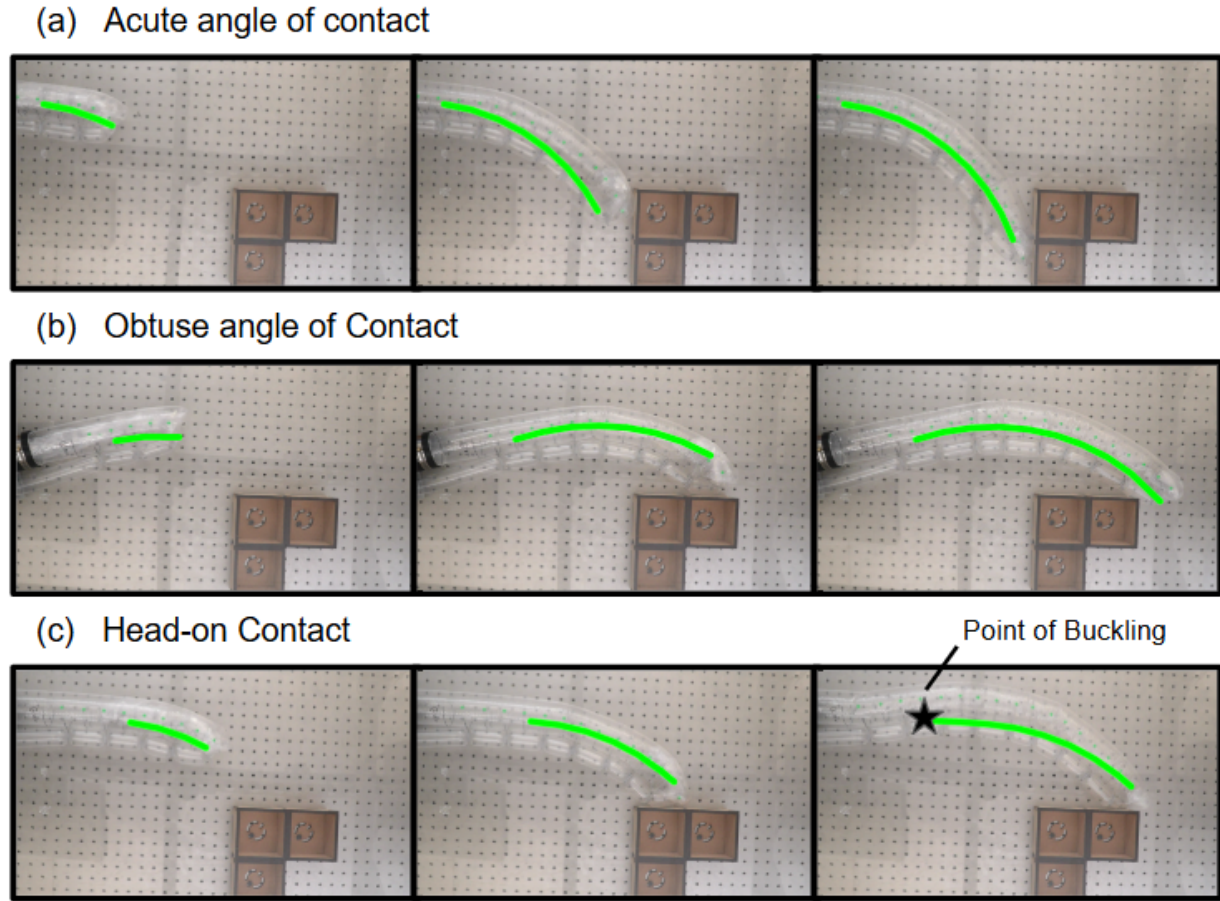 (a) Acute angle of contact
(b) Obtuse angle of Contact
(c) Head-on Contact
Point of Buckling